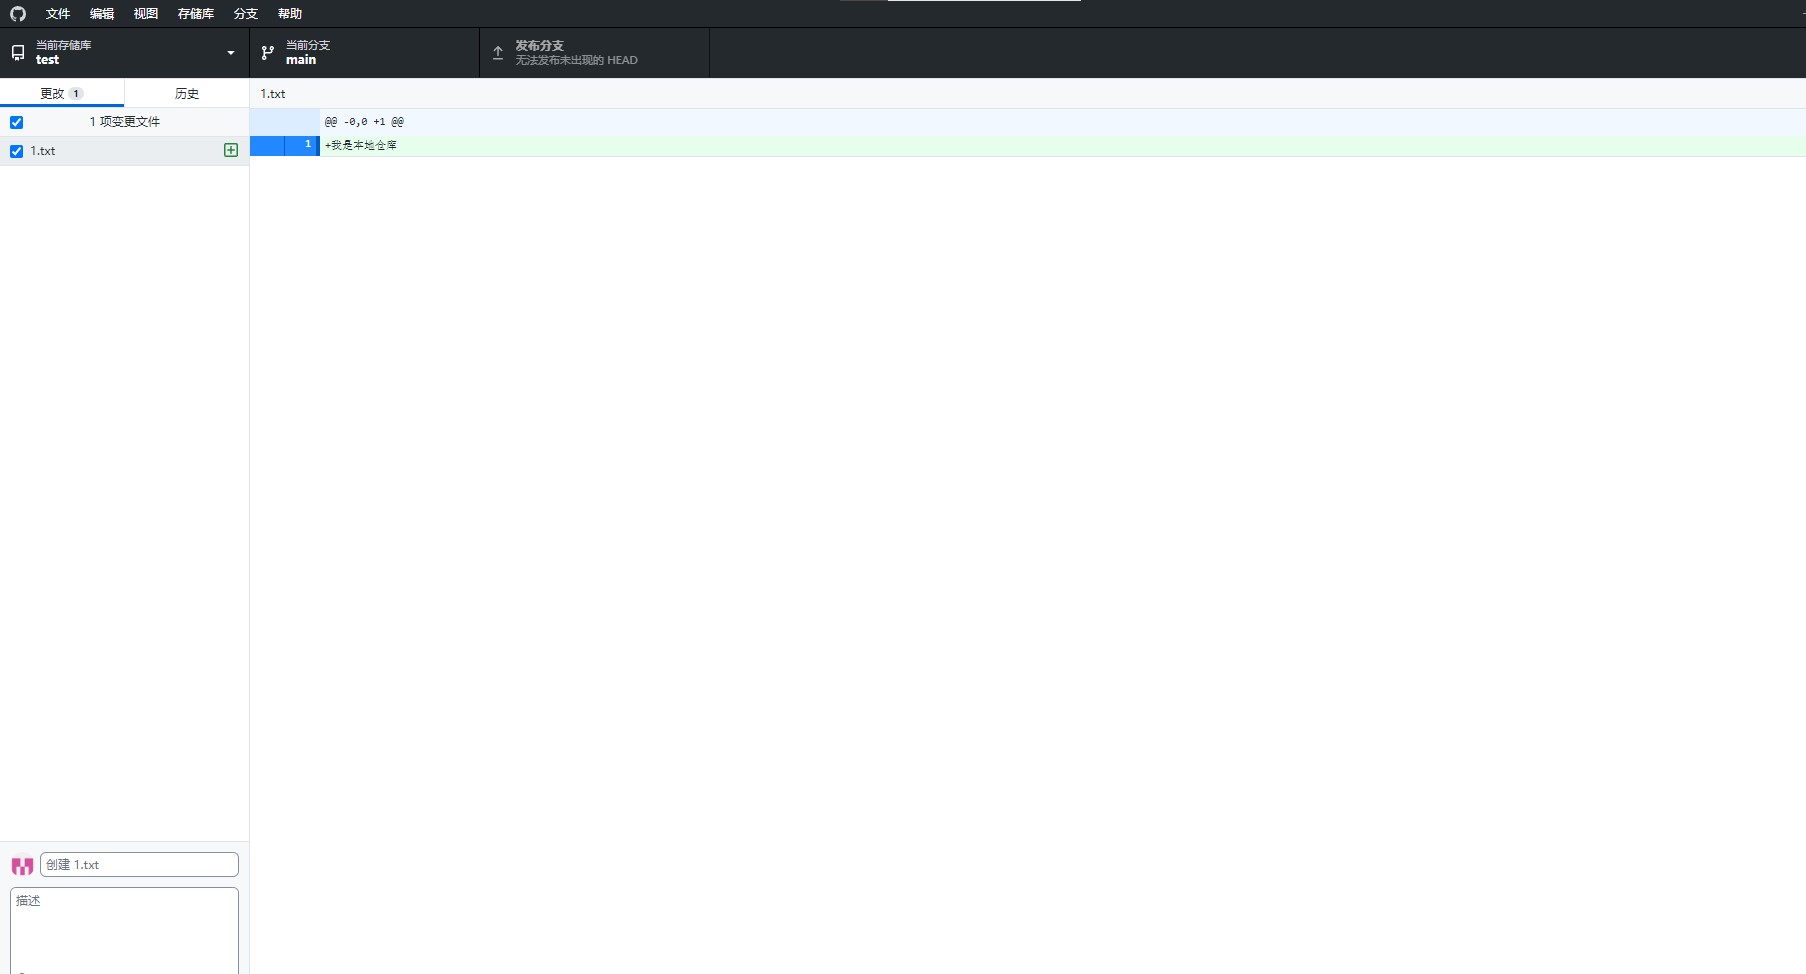 文件 编辑 视图 存储库 分支 帮助
当前存储库
test
当前分支
main
发布分支
无法发布未出现的 HEAD
更改 1
历史
1.txt
1 项变更文件
@@ -0,0 +1 @@
1.txt
1 +我是本地仓库
创建 1.txt
描述